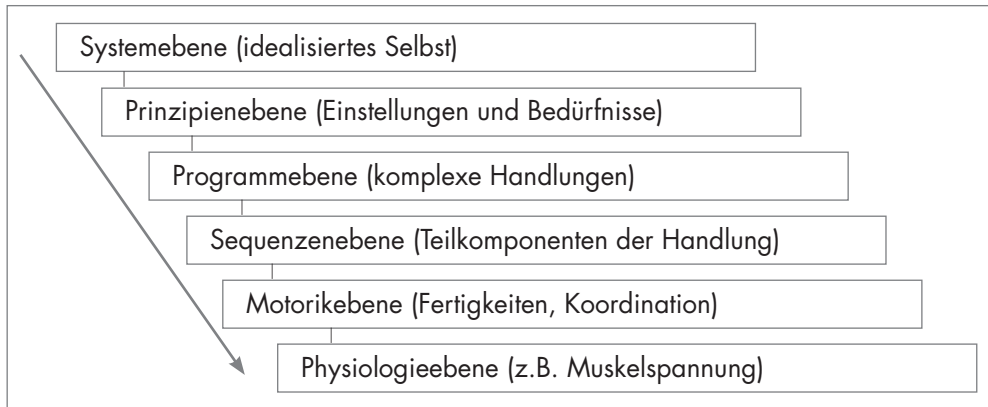 Systemebene (idealisiertes Selbst)
Prinzipienebene (Einstellungen und Bedürfnisse)
Programmebene (komplexe Handlungen)
Sequenzenebene (Teilkomponenten der Handlung)
Motorikebene (Fertigkeiten, Koordination)
Physiologieebene (z.B. Muskelspannung)